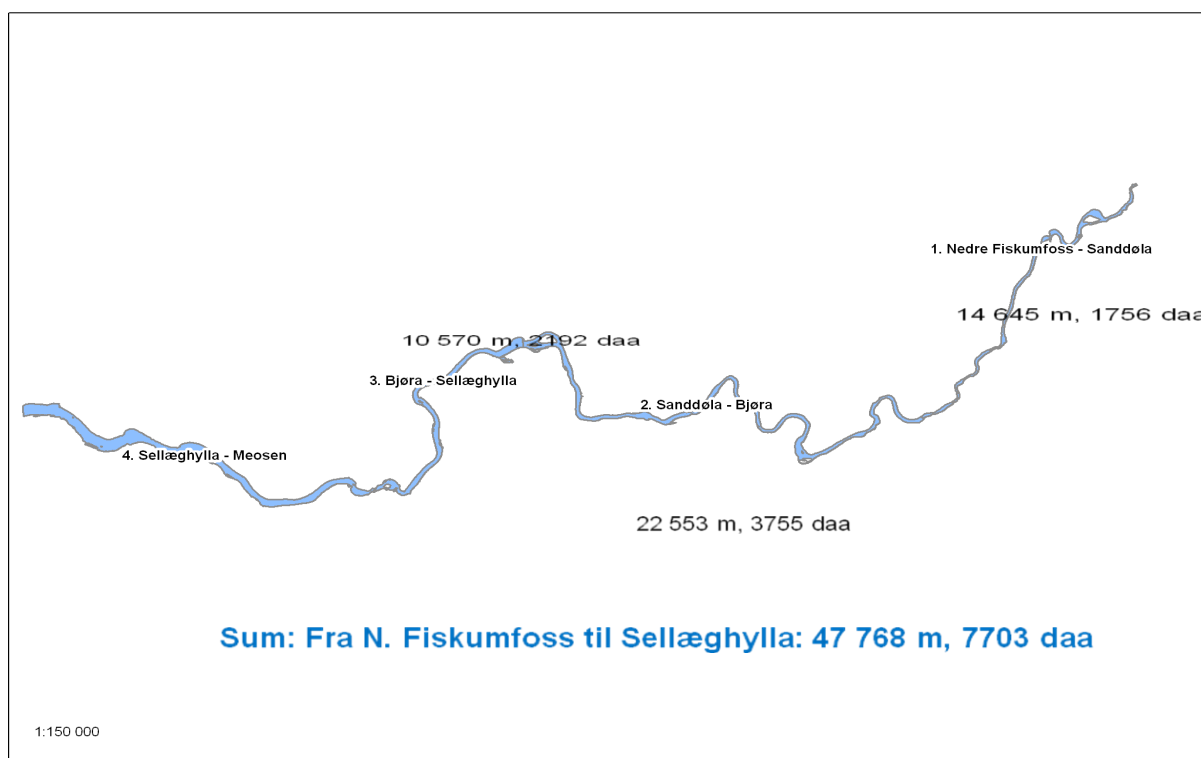 1. Nedre Fiskumfoss - Sanddøla
14 645 m, 1756 daa
10 570 m, 2192 daa
3. Bjøra - Sellæghylla
2. Sanddøla - Bjøra
4. Sellæghylla - Meosen
22 553 m, 3755 daa
Sum: Fra N. Fiskumfoss til Sellæghylla: 47 768 m, 7703 daa
1:150 000